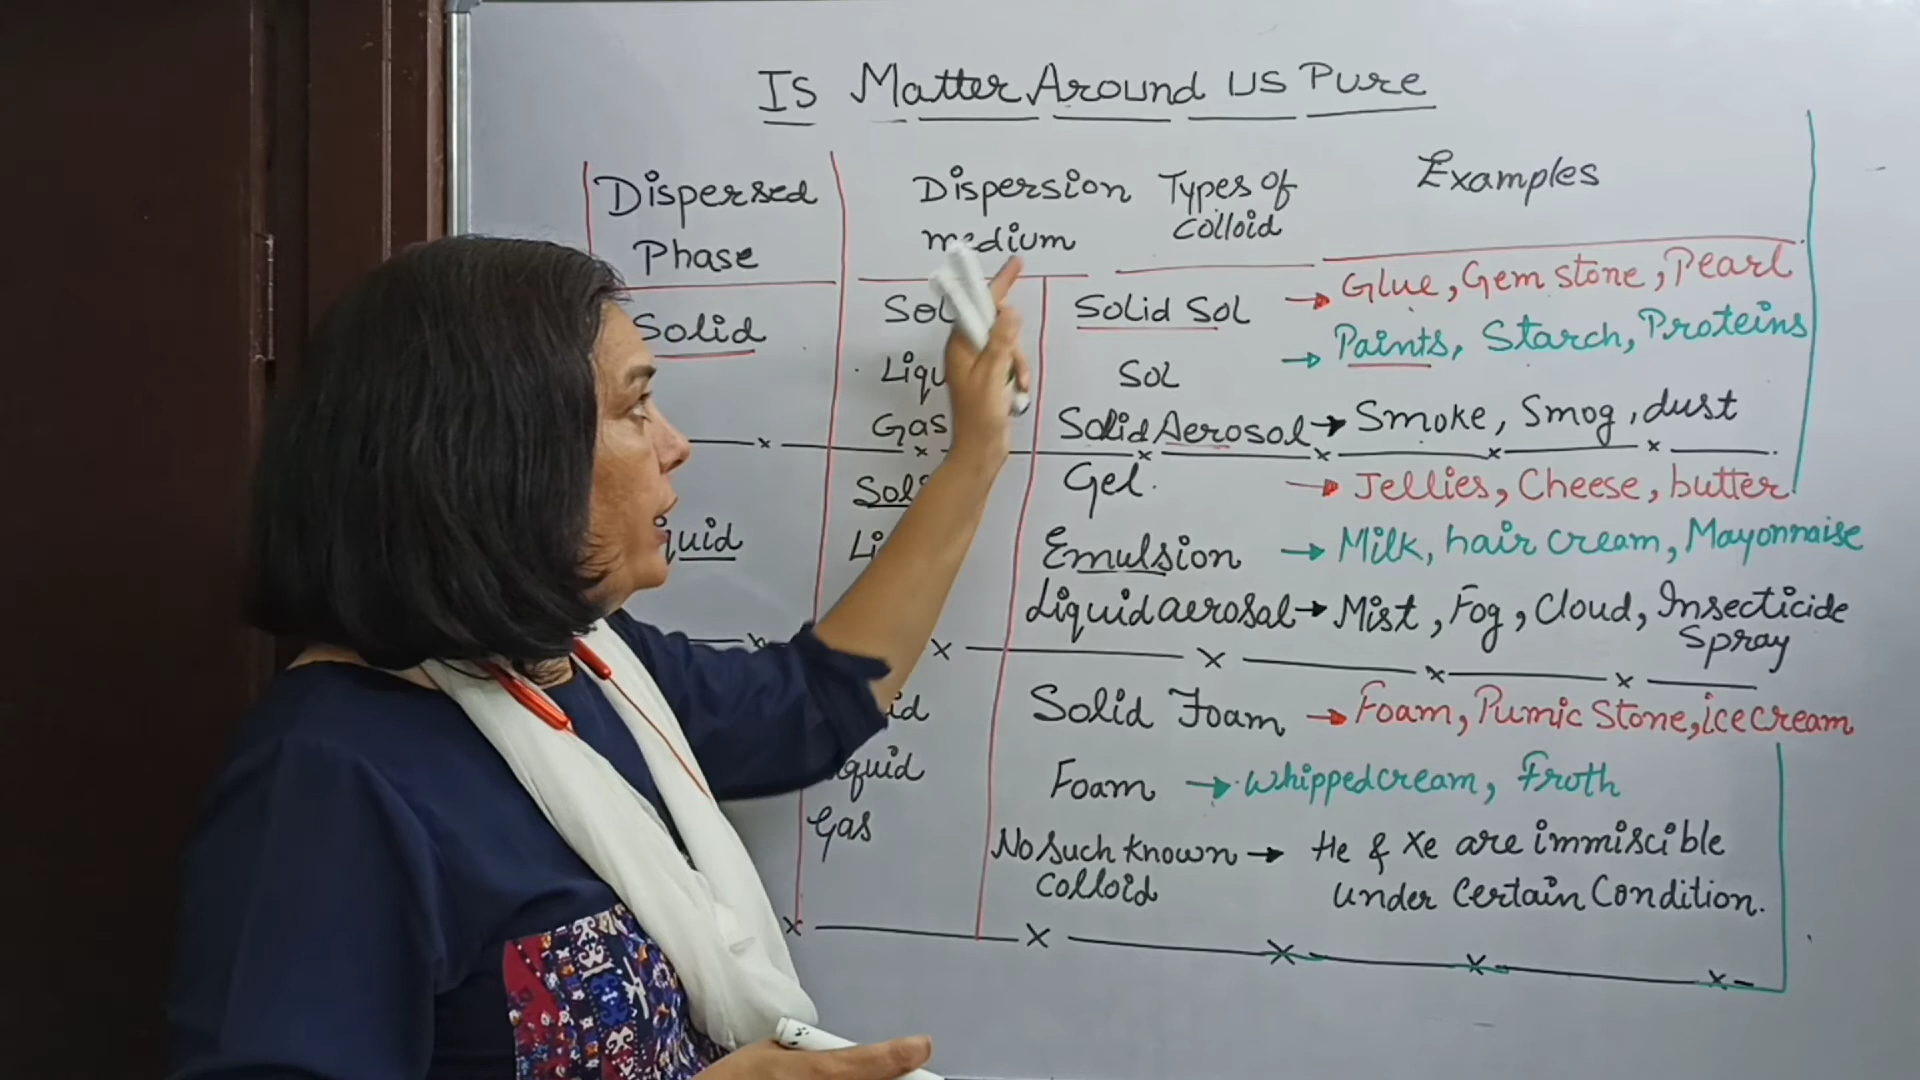 Is Matter Around us Pure
Dispersed Phase
Dispersion medium
Types of Colloid
Examples
Solid
Solid Sol → Glue, Gem stone, Pearl
Sol → Paints, Starch, Proteins
Gas Solid Aerosol → Smoke, Smog, dust
Gel. → Jellies, Cheese, butter
Emulsion → Milk, hair cream, Mayonnaise
Liquid aerosal → Mist, Fog, Cloud, Insecticide Spray
Solid Foam → Foam, Pumic Stone, ice cream
Foam → Whipped cream, Froth
Gas No Such known Colloid → He & Xe are immiscible under Certain Condition.